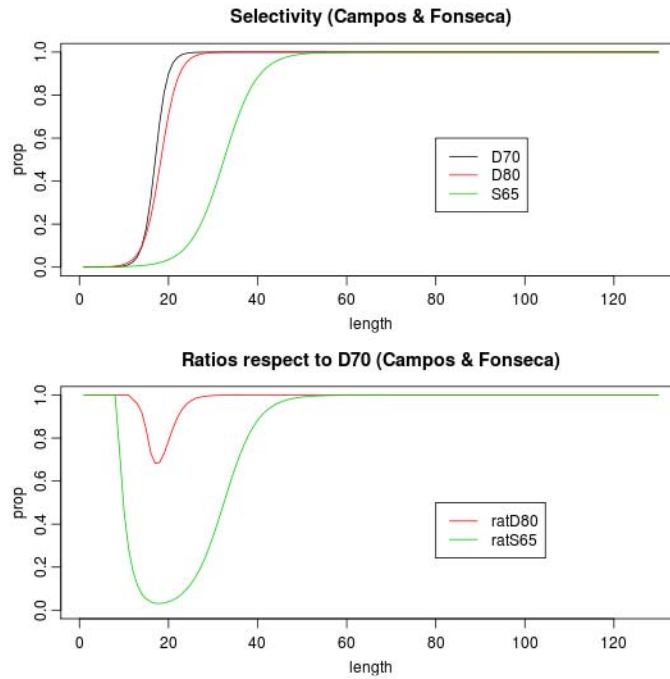 Selectivity (Campos & Fonseca)
prop
0.0 0.2 0.4 0.6 0.8 1.0
D70
D80
S65
0 20 40 60 80 100 120
length
Ratios respect to D70 (Campos & Fonseca)
prop
0.0 0.2 0.4 0.6 0.8 1.0
ratD80
ratS65
0 20 40 60 80 100 120
length